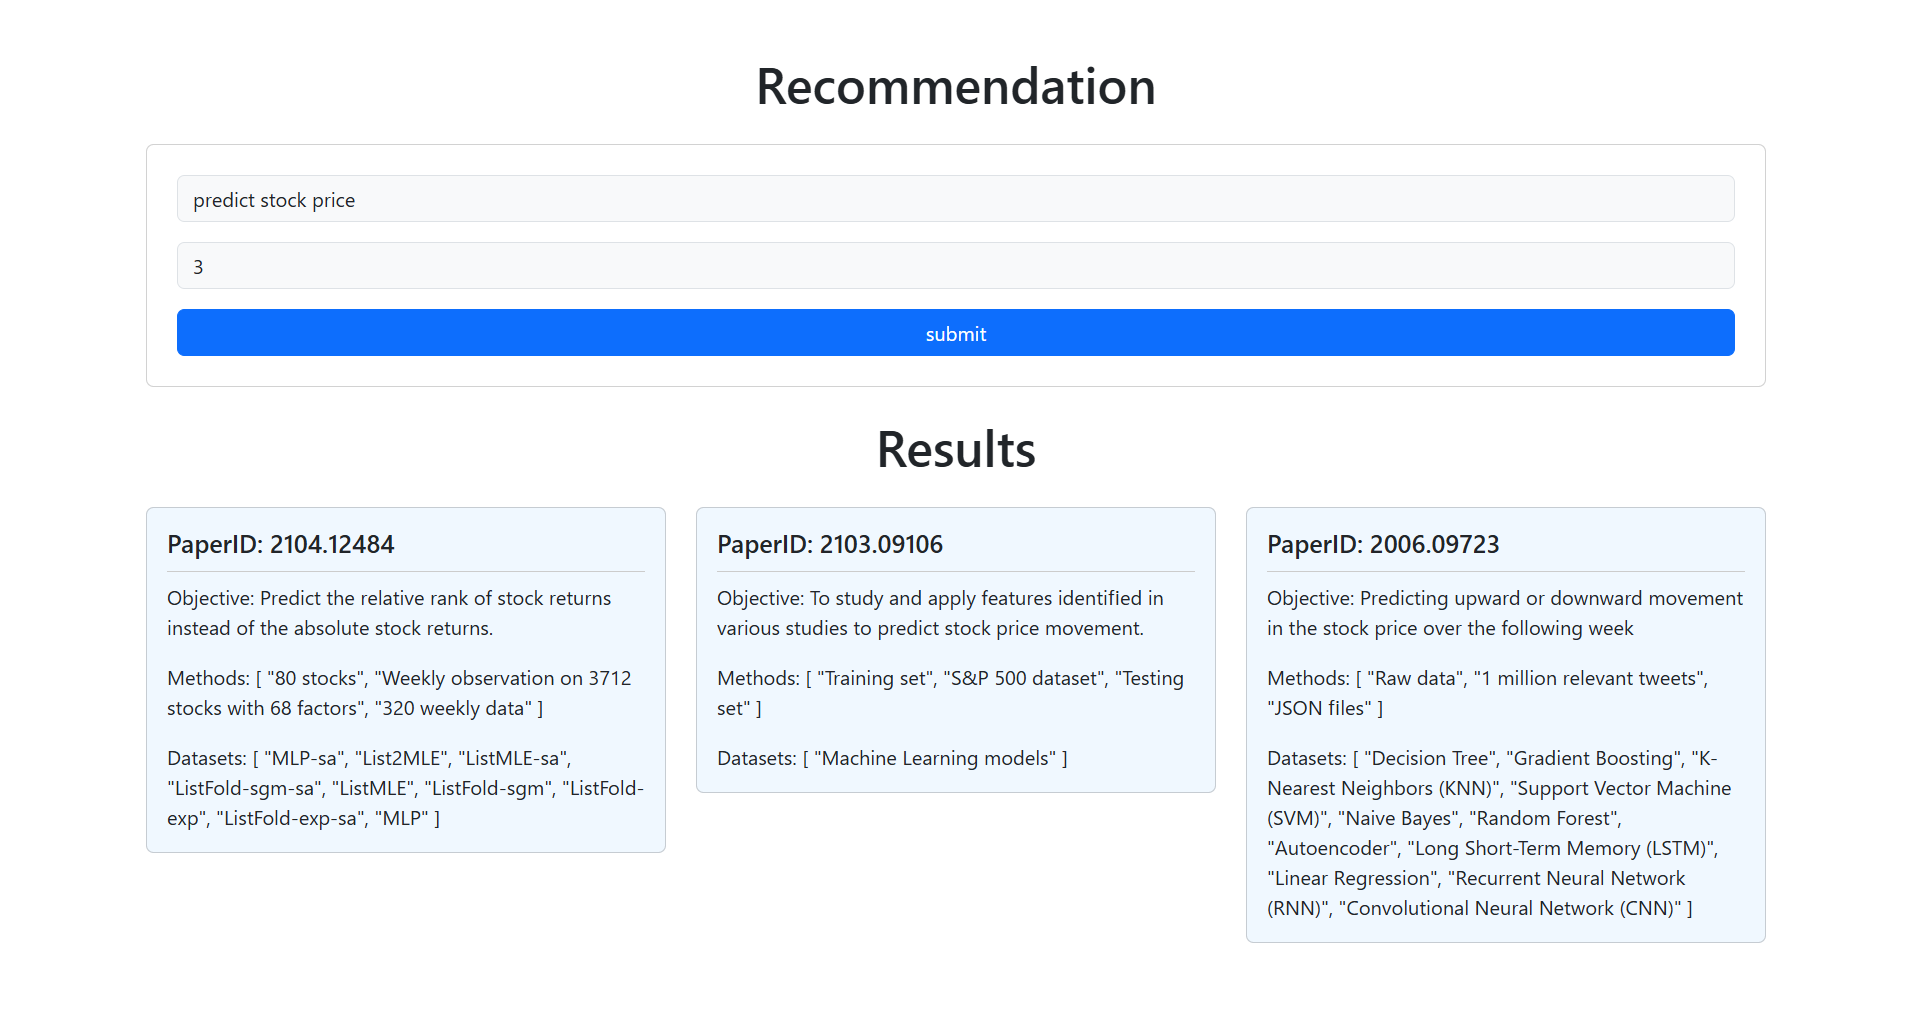 Recommendation
predict stock price
3
submit
Results
PaperID: 2104.12484
Objective: Predict the relative rank of stock returns
instead of the absolute stock returns.
Methods: [ "80 stocks", "Weekly observation on 3712
stocks with 68 factors", "320 weekly data" ]
Datasets: [ "MLP-sa", "List2MLE", "ListMLE-sa",
"ListFold-sgm-sa", "ListMLE", "ListFold-sgm", "ListFold-
exp", "ListFold-exp-sa", "MLP" ]
PaperID: 2103.09106
Objective: To study and apply features identified in
various studies to predict stock price movement.
Methods: [ "Training set", "S&P 500 dataset", "Testing
set" ]
Datasets: [ "Machine Learning models" ]
PaperID: 2006.09723
Objective: Predicting upward or downward movement
in the stock price over the following week
Methods: [ "Raw data", "1 million relevant tweets",
"JSON files" ]
Datasets: [ "Decision Tree", "Gradient Boosting", "K-
Nearest Neighbors (KNN)", "Support Vector Machine
(SVM)", "Naive Bayes", "Random Forest",
"Autoencoder", "Long Short-Term Memory (LSTM)",
"Linear Regression", "Recurrent Neural Network
(RNN)", "Convolutional Neural Network (CNN)" ]